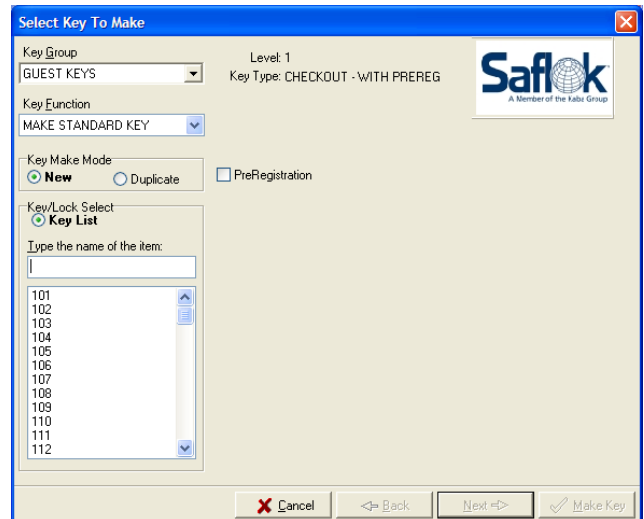 Select Key To Make
Key Group
GUEST KEYS
Level: 1
Key Type: CHECKOUT - WITH PREREG
Saflok
A Member of the Kaba Group
Key Function
MAKE STANDARD KEY
Key Make Mode
New Duplicate
PreRegistration
Key/Lock Select
Key List
Type the name of the item:
101
102
103
104
105
106
107
108
109
110
111
112
Cancel Back Next Make Key